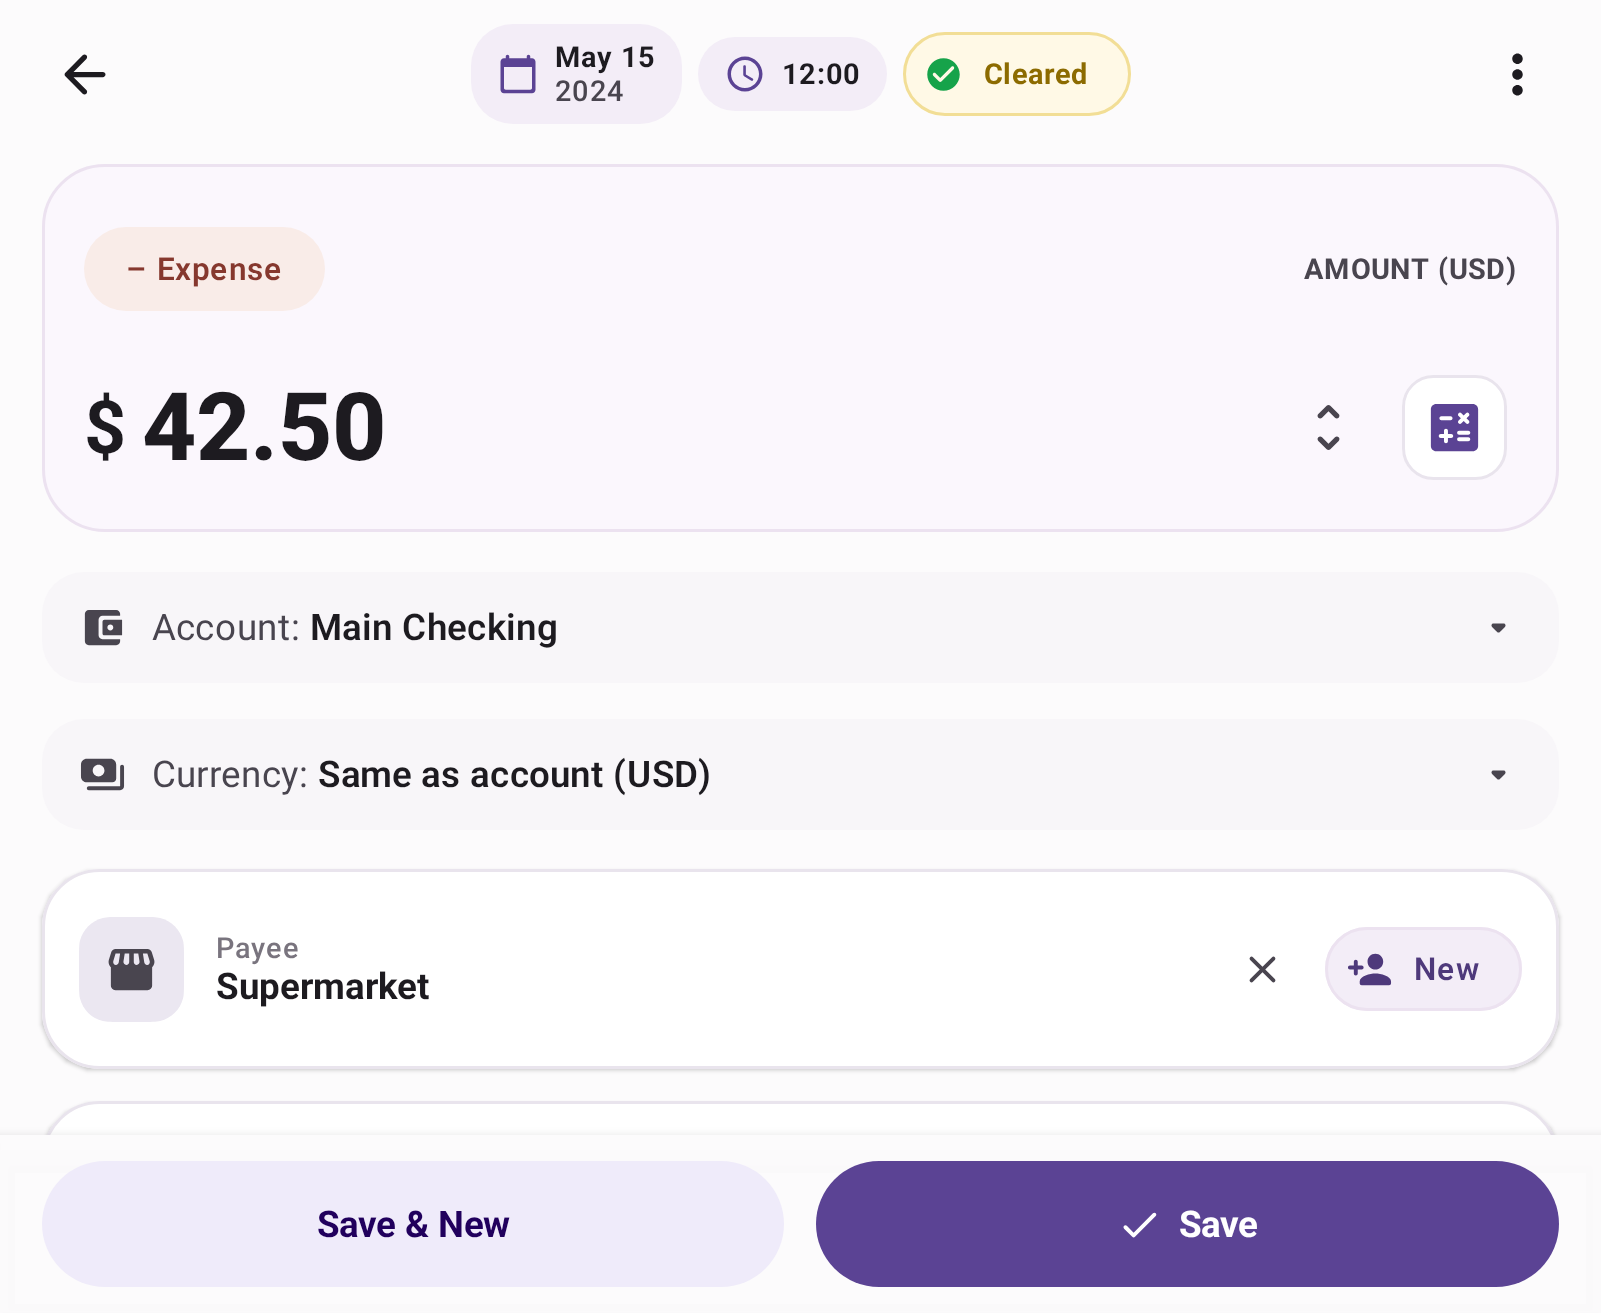 May 15
2024
12:00
Cleared
– Expense
AMOUNT (USD)
$ 42.50
Account: Main Checking
Currency: Same as account (USD)
Payee
Supermarket
New
Save & New
Save